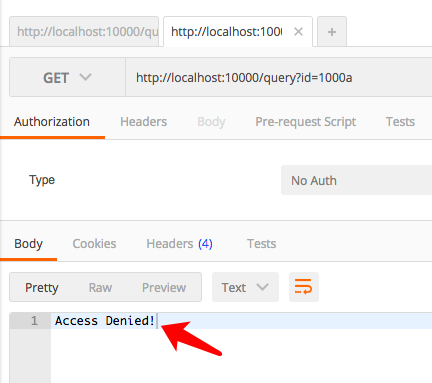 http://localhost:10000/qu
http://localhost:1000
+
GET
http://localhost:10000/query?id=1000a
Authorization
Headers
Body
Pre-request Script
Tests
Type
No Auth
Body
Cookies
Headers (4)
Tests
Pretty
Raw
Preview
Text
1
Access Denied!